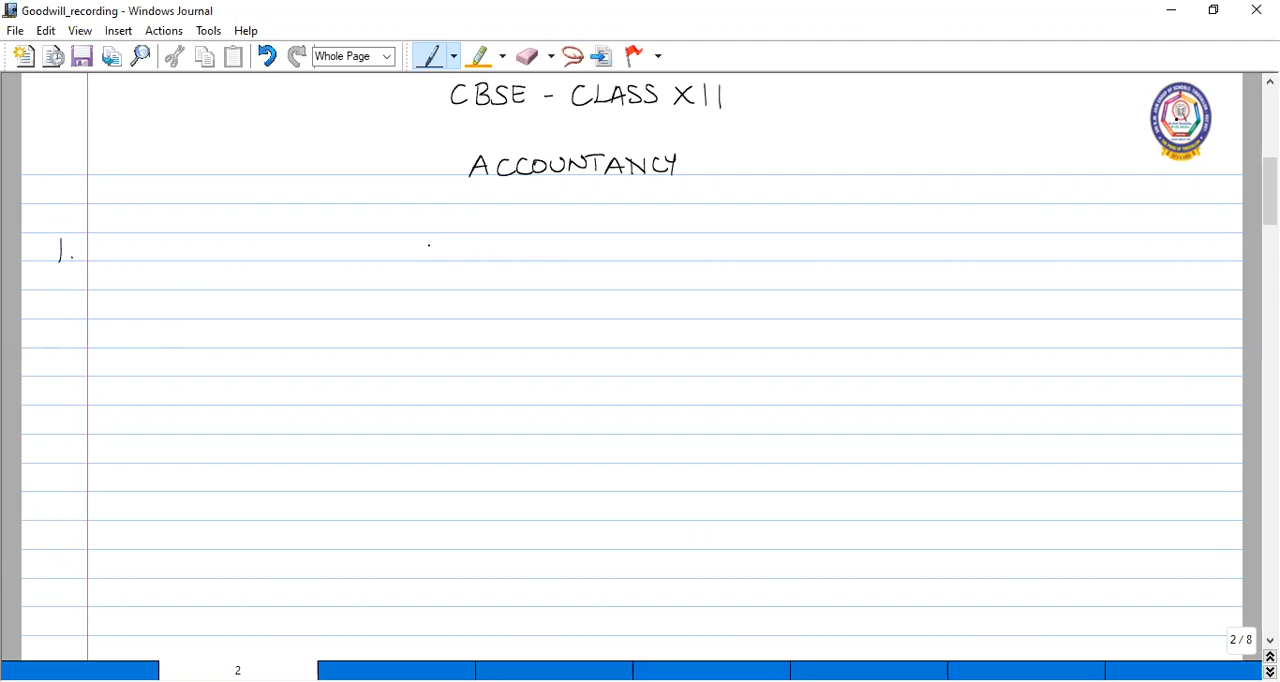 Goodwill_recording - Windows Journal
File Edit View Insert Actions Tools Help
Whole Page
CBSE - CLASS XII
ACCOUNTANCY
1.
2 / 8
2